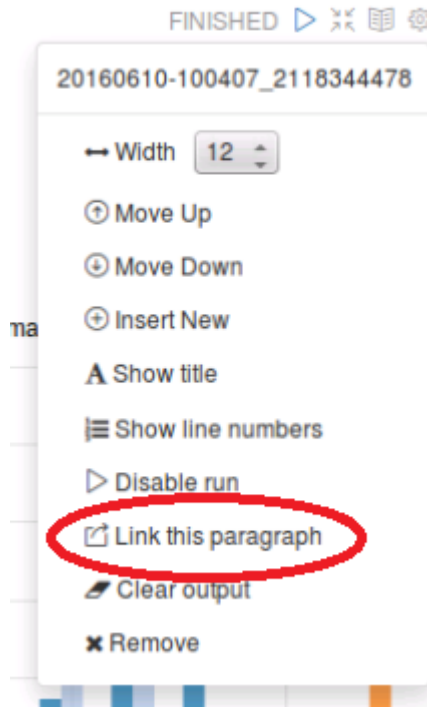 FINISHED
20160610-100407_2118344478
Width 12
Move Up
Move Down
Insert New
ma
A Show title
Show line numbers
Disable run
Link this paragraph
Clear output
Remove